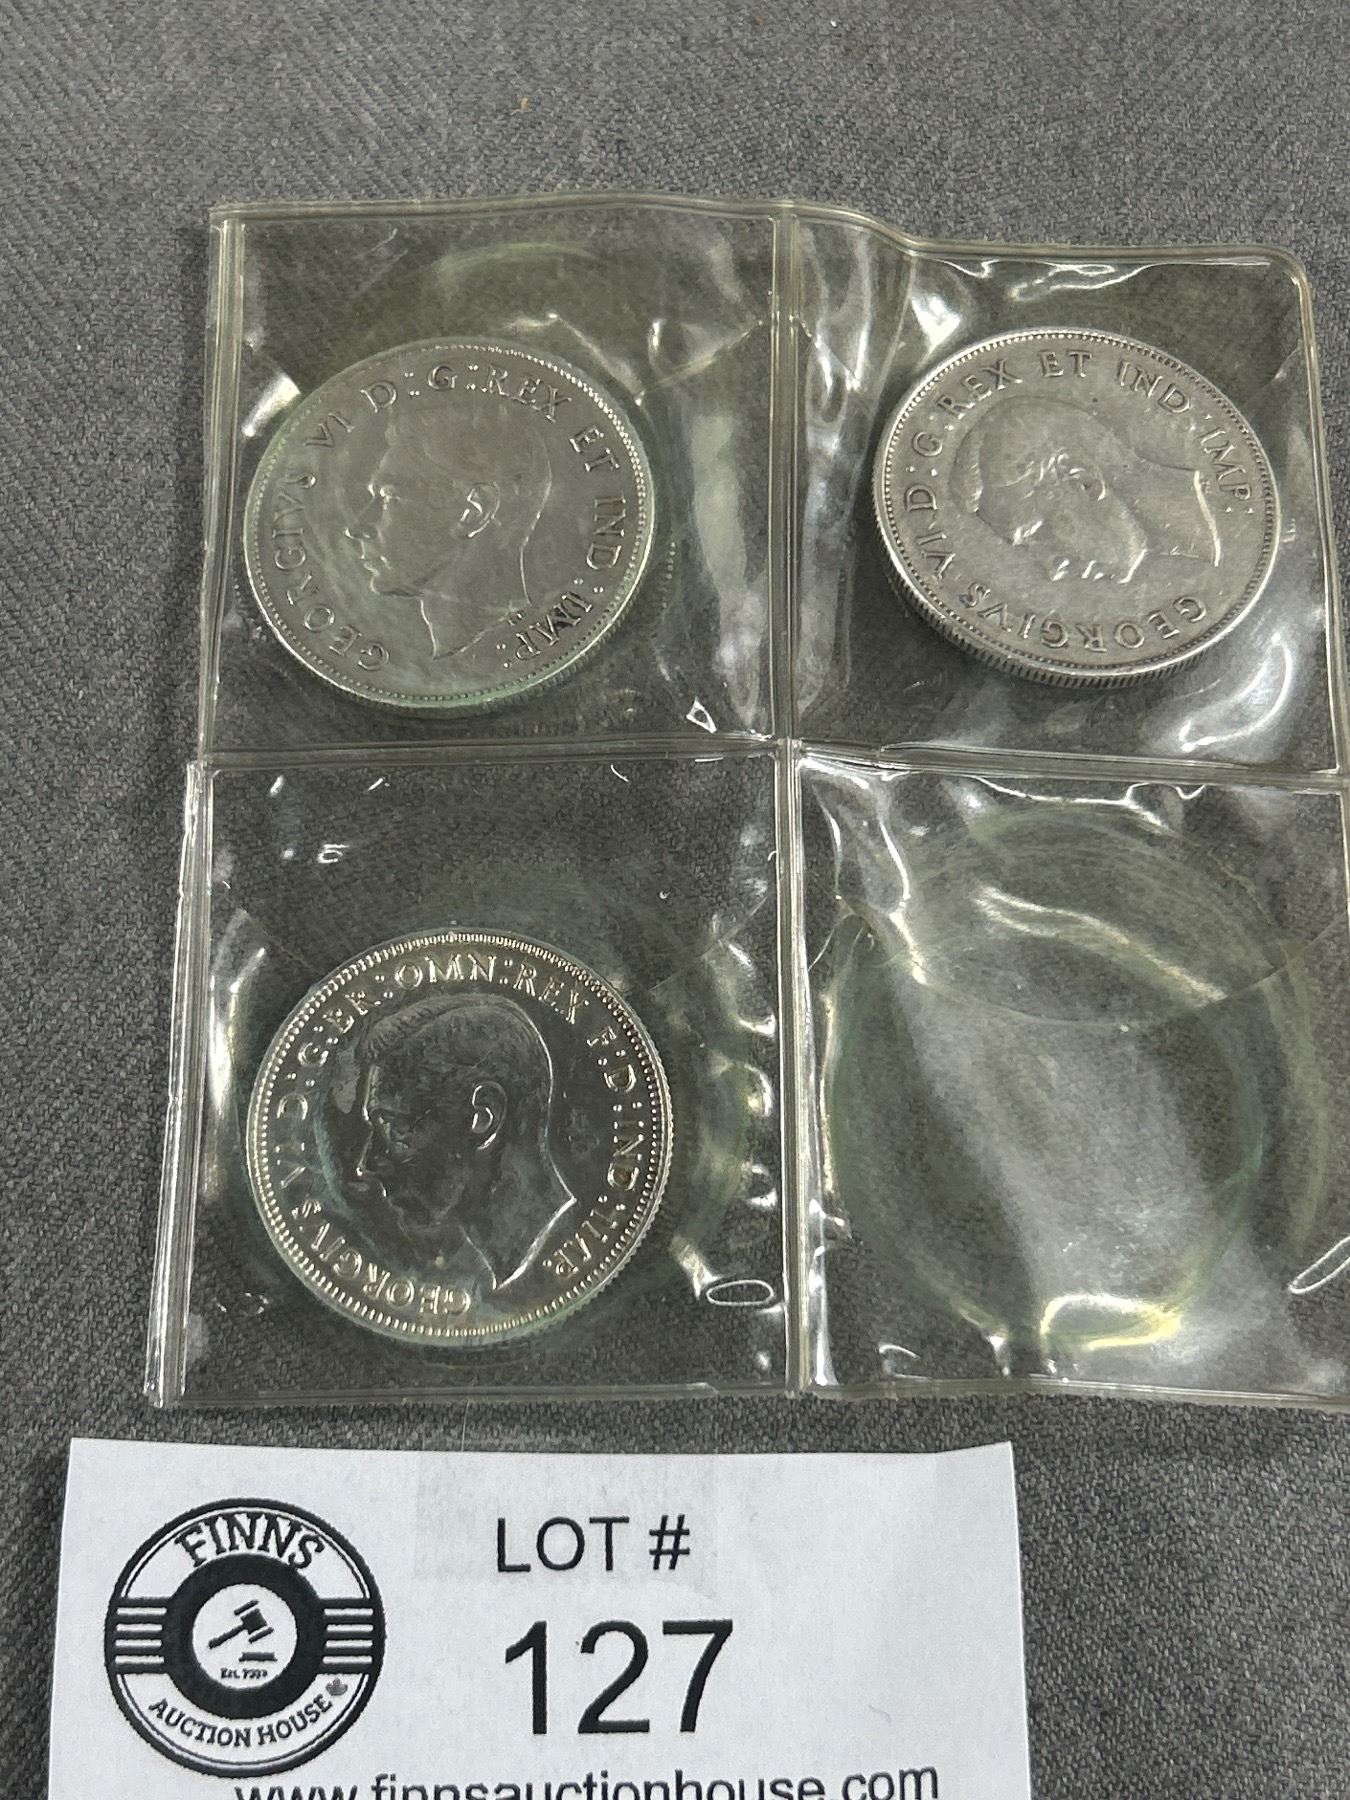 GEORGIVS VI D:G:REX ET IND:IMP:
GEORGIVS VI D:G:REX ET IND:IMP:
GEORGIVS VI D:G:BR:OMN:REX F:D:IND:IMP.
FINNS
AUCTION HOUSE
LOT #
127
www.finnsauctionhouse.com